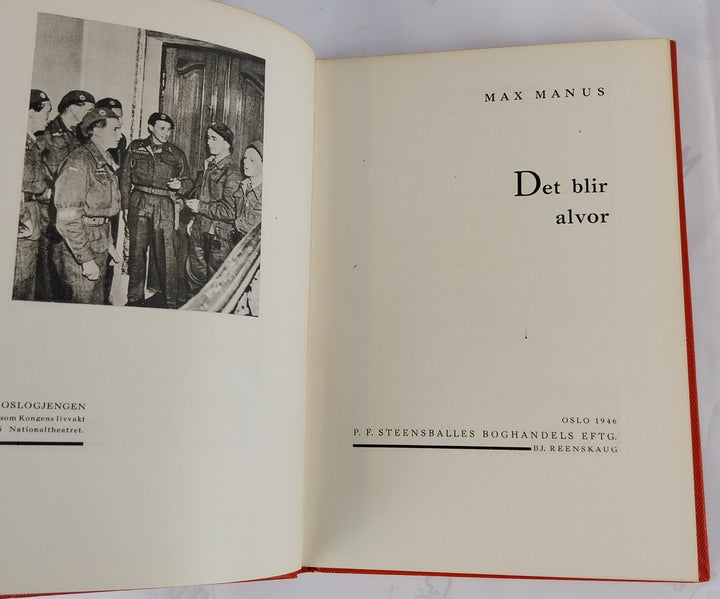 OSLOGJENGEN
som Kongens livvakt
i Nationaltheatret.
MAX MANUS
Det blir
alvor
OSLO 1946
P. F. STEENSBALLES BOGHANDELS EFTG.
BJ. REENSKAUG